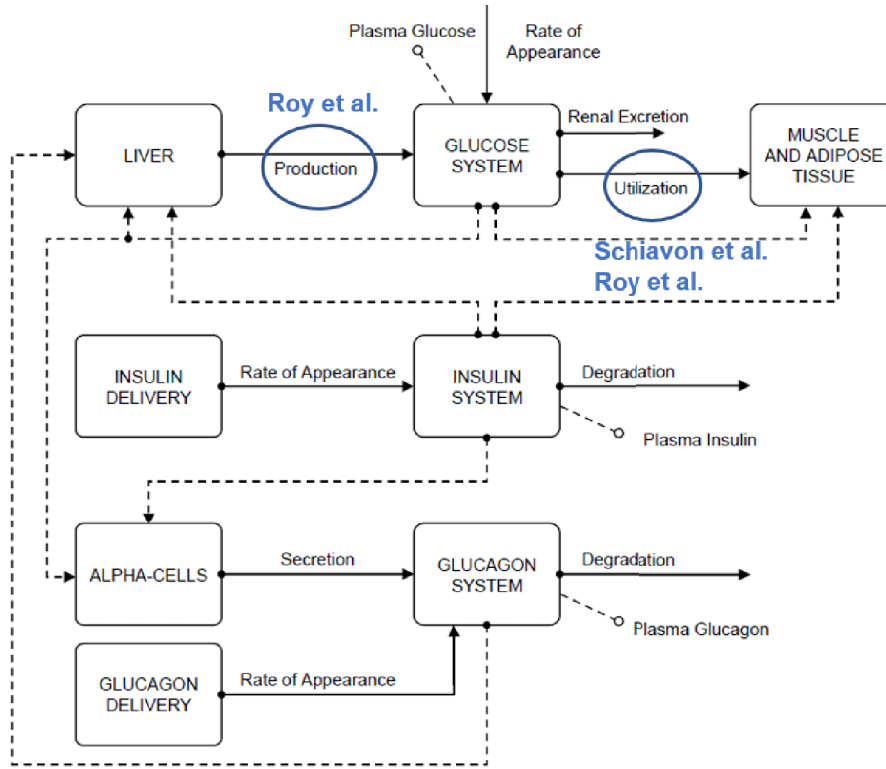 Plasma Glucose
Rate of
Appearance
Roy et al.
LIVER
Production
GLUCOSE
SYSTEM
Renal Excretion
Utilization
MUSCLE
AND ADIPOSE
TISSUE
Schiavon et al.
Roy et al.
INSULIN
DELIVERY
Rate of Appearance
INSULIN
SYSTEM
Degradation
Plasma Insulin
ALPHA-CELLS
Secretion
GLUCAGON
SYSTEM
Degradation
Plasma Glucagon
GLUCAGON
DELIVERY
Rate of Appearance